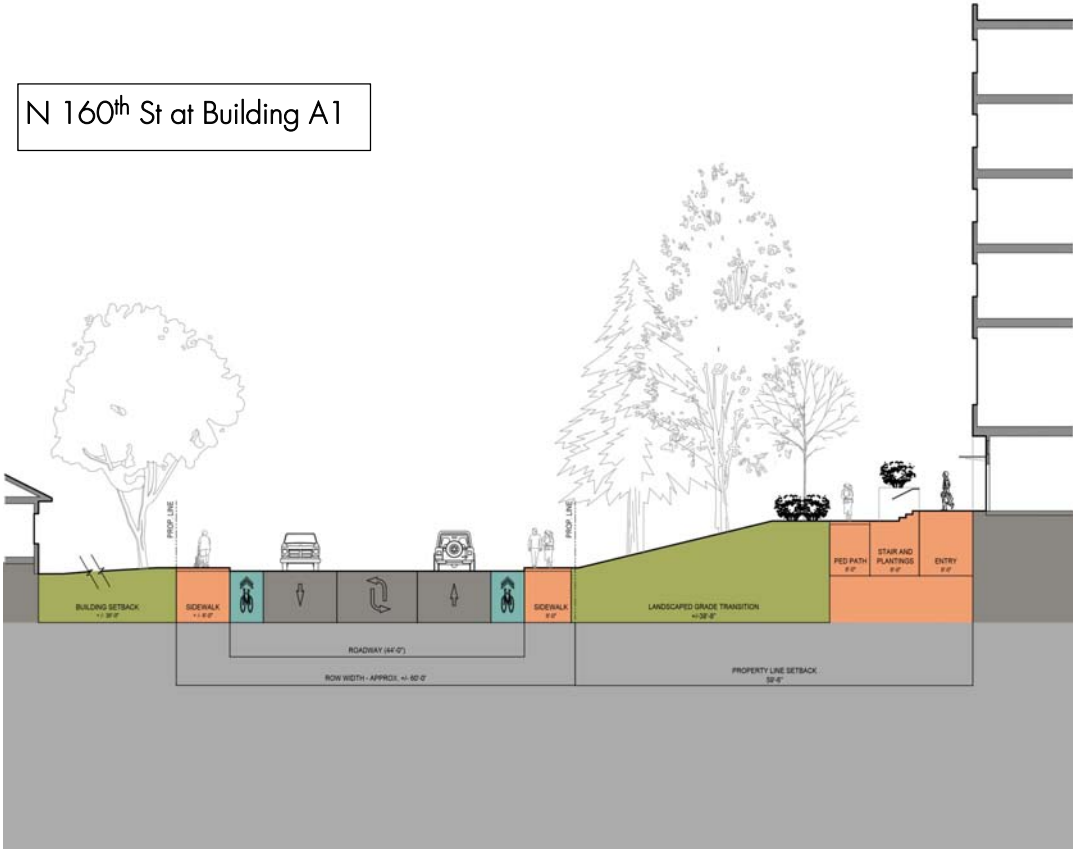 N 160th St at Building A1
PROP. LINE
PROP. LINE
BUILDING SETBACK
SIDEWALK
SIDEWALK
LANDSCAPED GRADE TRANSITION
PED PATH
STAIR AND
PLANTINGS
ENTRY
ROADWAY (44'-0")
ROW WIDTH - APPROX. +/- 60'-0"
PROPERTY LINE SETBACK